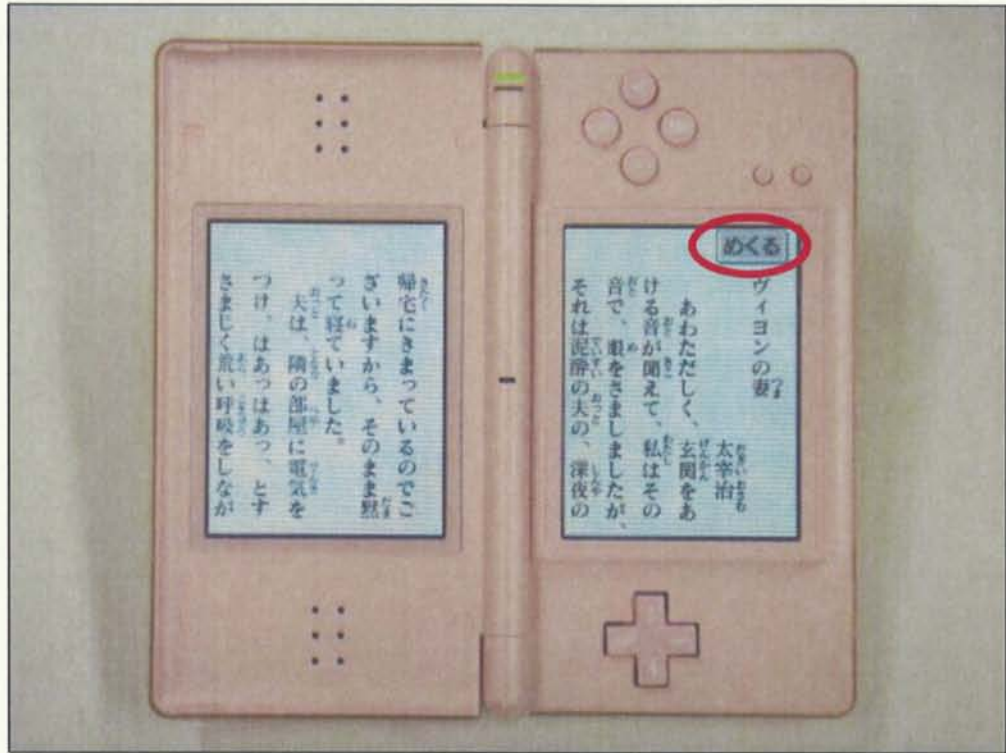 めくる
ヴィヨンの妻
太宰治
あわただしく、玄関をあ
ける音が聞えて、私はその
音で、眼をさましましたが、
それは泥酔の夫の、深夜の
帰宅にきまっているのでご
ざいますから、そのまま黙
って寝ていました。
夫は、隣の部屋に電気を
つけ、はあっはあっ、とす
さまじく荒い呼吸をしなが